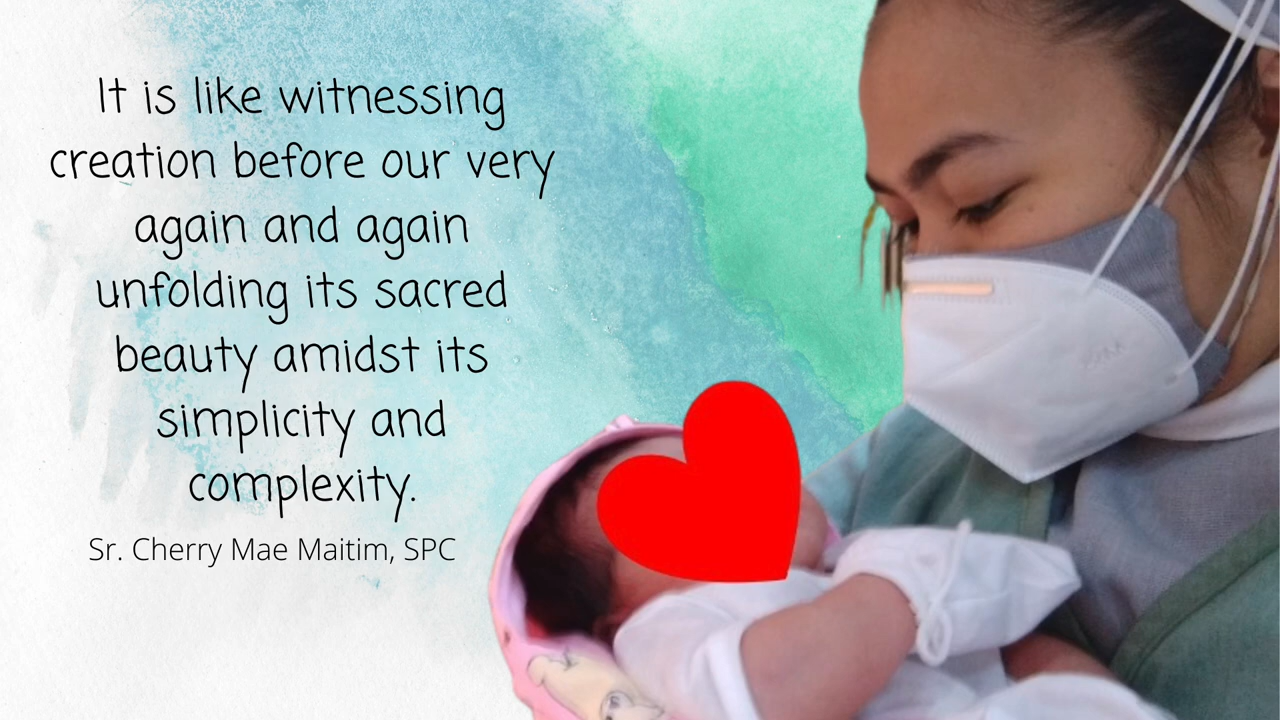 It is like witnessing
creation before our very
again and again
unfolding its sacred
beauty amidst its
simplicity and
complexity.
Sr. Cherry Mae Maitim, SPC